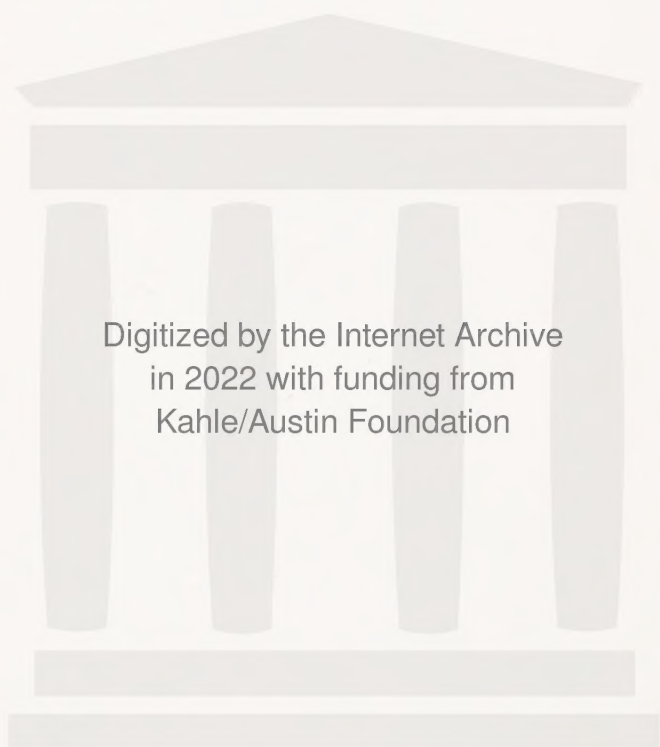 Digitized by the Internet Archive
in 2022 with funding from
Kahle/Austin Foundation